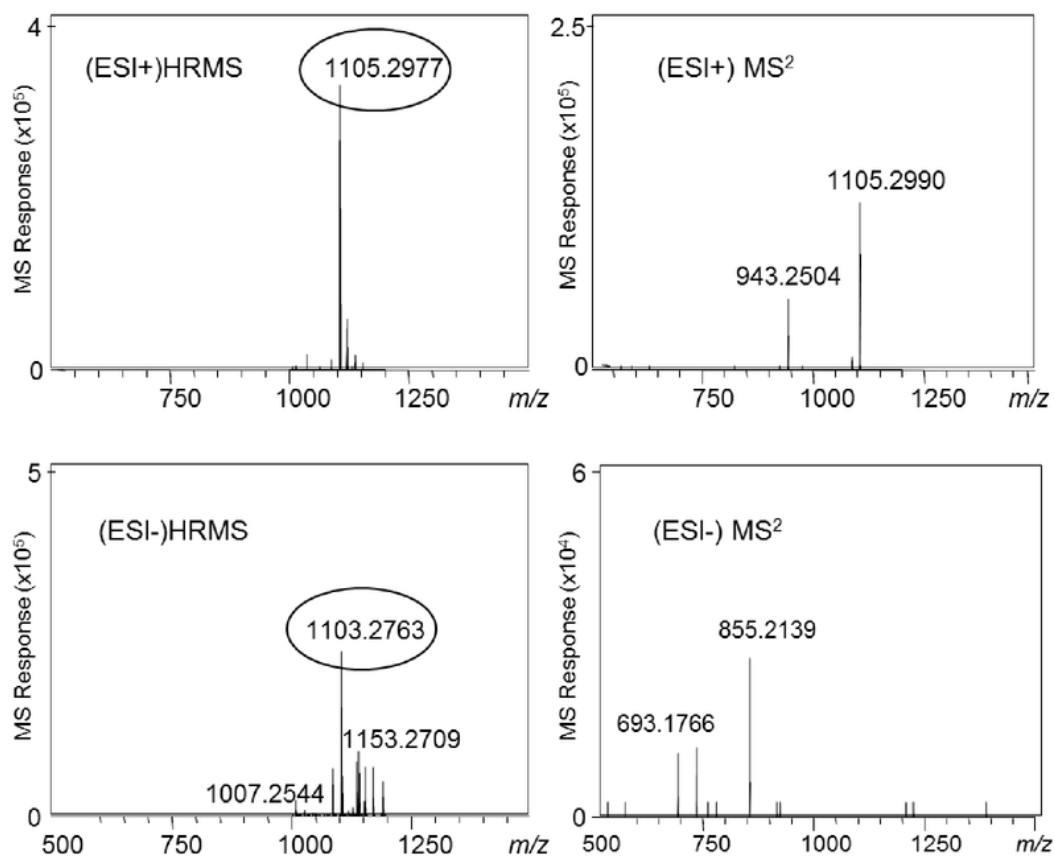 4
(ESI+)HRMS
1105.2977
MS Response (x10⁵)
0
750
1000
1250
m/z
2.5
(ESI+) MS²
1105.2990
943.2504
MS Response (x10⁵)
0
750
1000
1250
m/z
5
(ESI-)HRMS
1103.2763
1153.2709
1007.2544
MS Response (x10⁵)
0
500
750
1000
1250
m/z
6
(ESI-) MS²
855.2139
693.1766
MS Response (x10⁴)
0
500
750
1000
1250
m/z